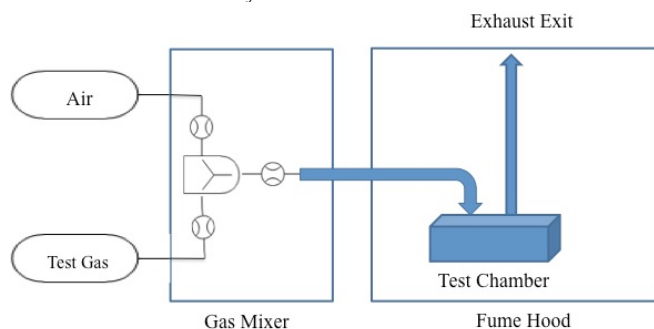 Exhaust Exit
Air
Test Gas
Test Chamber
Gas Mixer
Fume Hood